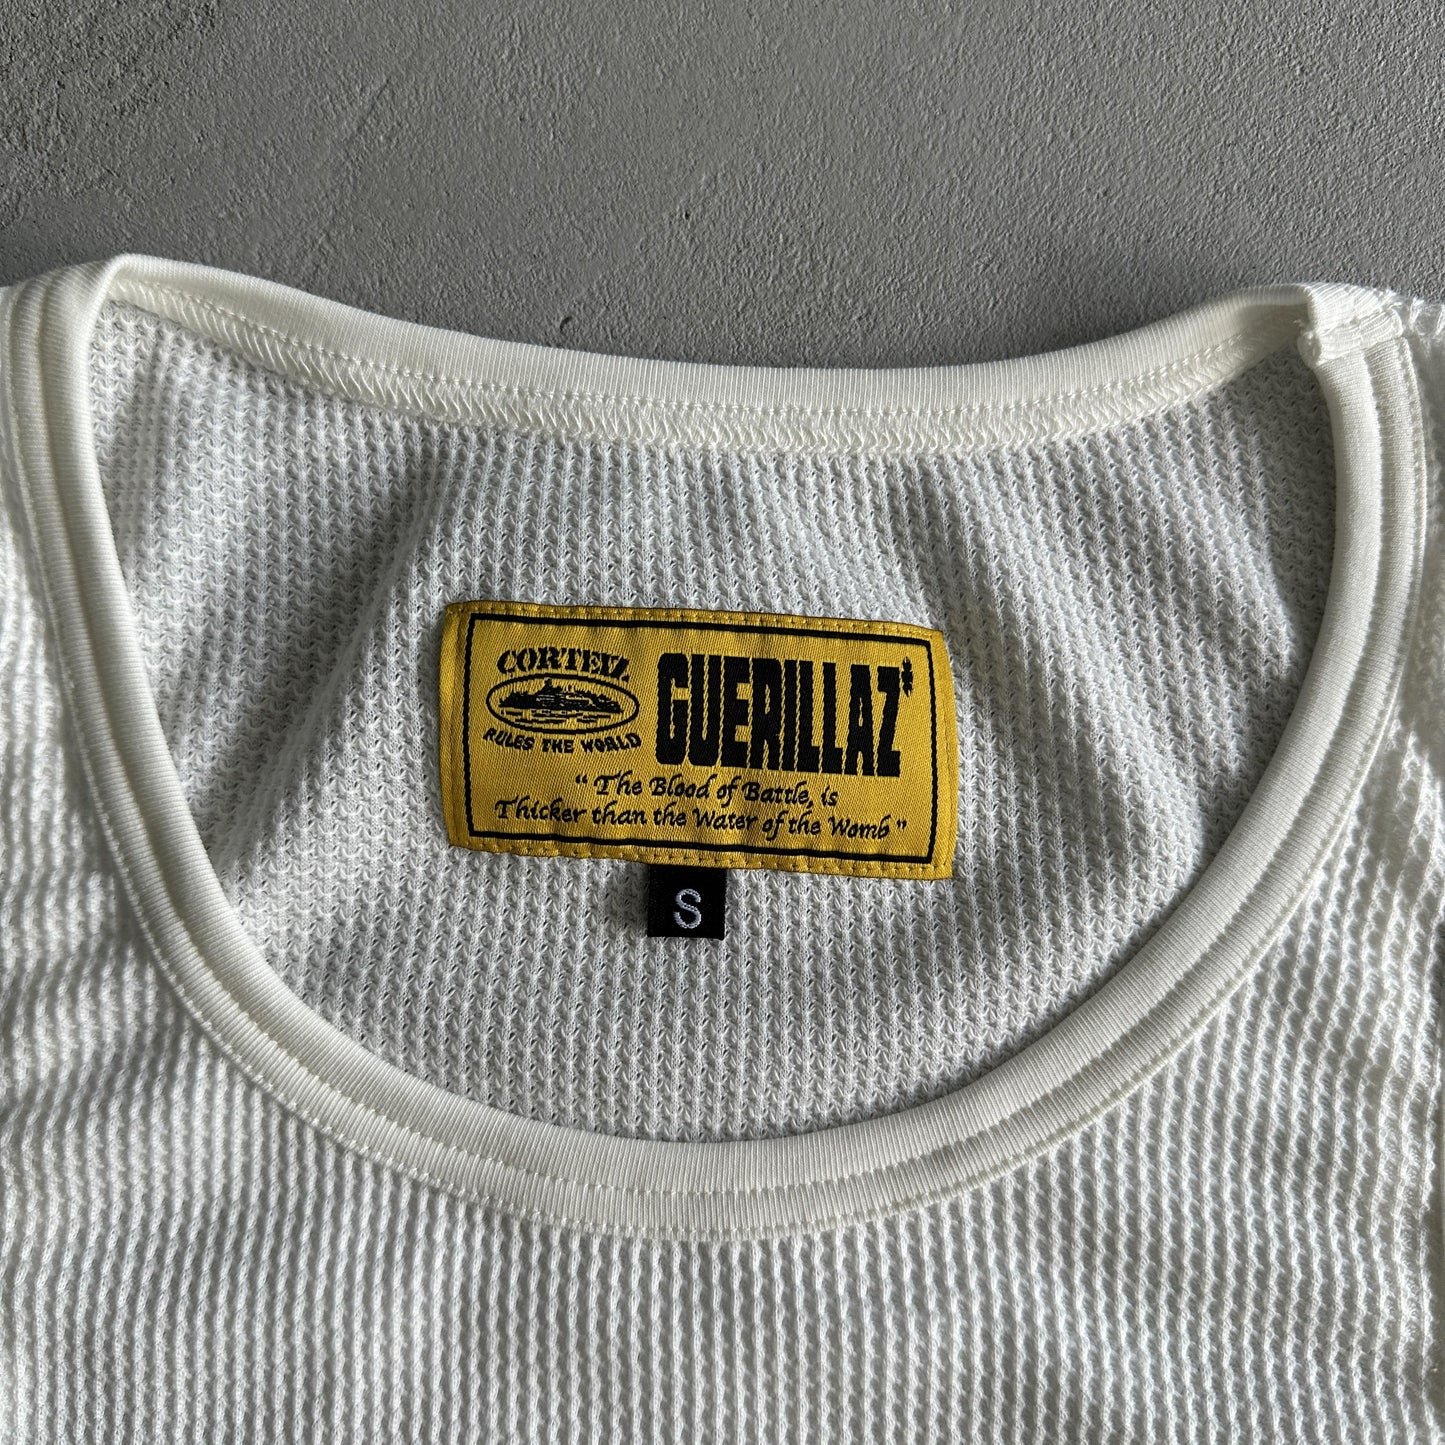 CORTEIZ
RULES THE WORLD
GUERILLAZ
“The Blood of Battle, is
Thicker than the Water of the Womb”
S